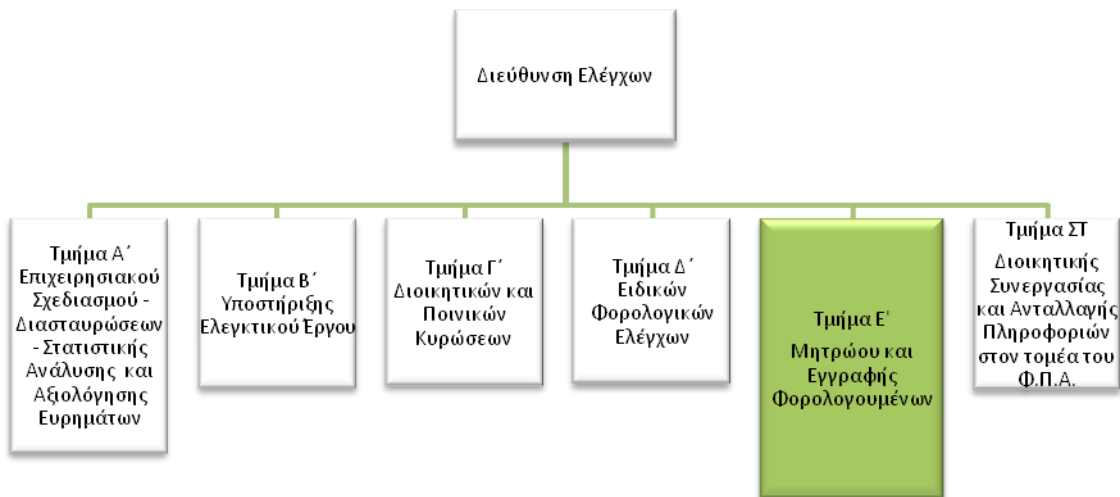 Διεύθυνση Ελέγχων
Τμήμα Α΄
Επιχειρησιακού
Σχεδιασμού -
Διασταυρώσεων
- Στατιστικής
Ανάλυσης και
Αξιολόγησης
Ευρημάτων
Τμήμα Β΄
Υποστήριξης
Ελεγκτικού Έργου
Τμήμα Γ΄
Διοικητικών και
Ποινικών
Κυρώσεων
Τμήμα Δ΄
Ειδικών
Φορολογικών
Ελέγχων
Τμήμα Ε'
Μητρώου και
Εγγραφής
Φορολογουμένων
Τμήμα ΣΤ
Διοικητικής
Συνεργασίας
και Ανταλλαγής
Πληροφοριών
στον τομέα του
Φ.Π.Α.